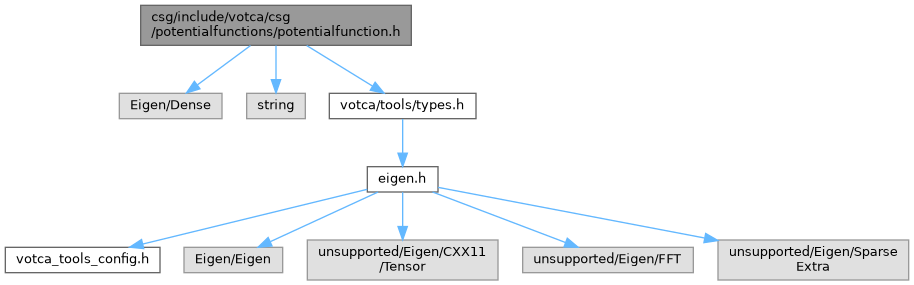 csg/include/votca/csg
/potentialfunctions/potentialfunction.h
Eigen/Dense
string
votca/tools/types.h
eigen.h
votca_tools_config.h
Eigen/Eigen
unsupported/Eigen/CXX11
/Tensor
unsupported/Eigen/FFT
unsupported/Eigen/Sparse
Extra